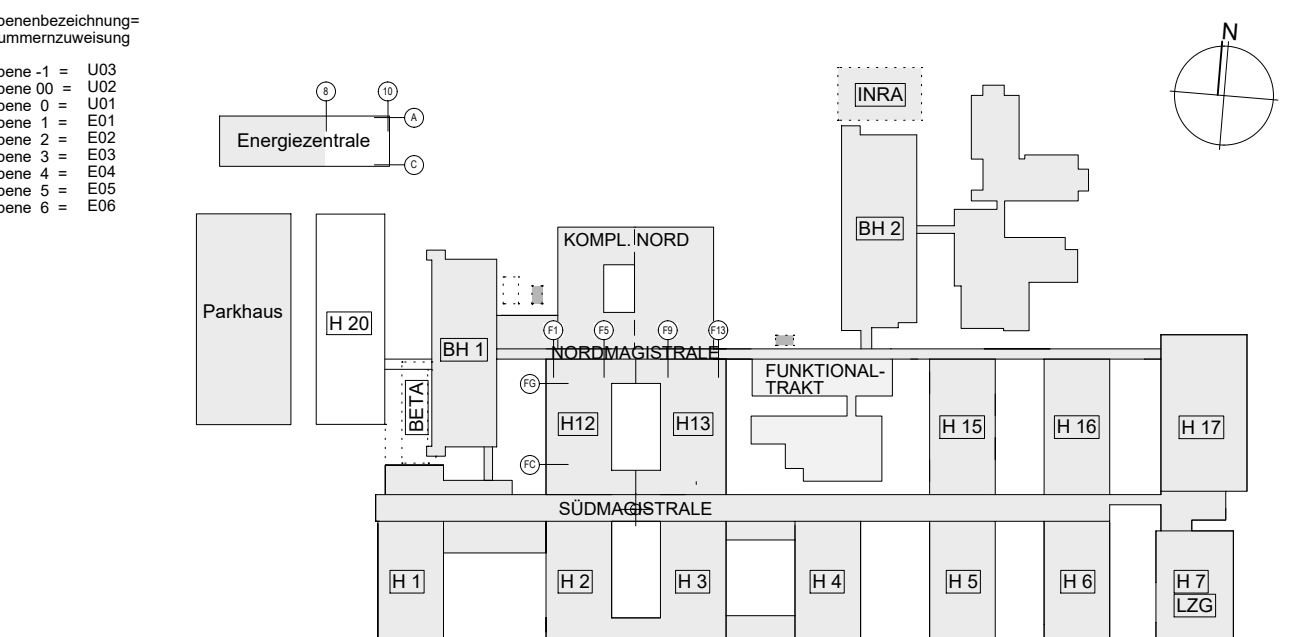 benenbezeichnung=
ummernzuweisung
bene -1 = U03
bene 00 = U02
bene 0 = U01
bene 1 = E01
bene 2 = E02
bene 3 = E03
bene 4 = E04
bene 5 = E05
bene 6 = E06
N
8
10
A
Energiezentrale
C
INRA
BH 2
KOMPL. NORD
Parkhaus
H 20
BH 1
F1
F5
F9
F13
NORDMAGISTRALE
FUNKTIONAL-
TRAKT
BETA
FG
H12
H13
H 15
H 16
H 17
FC
SÜDMAGISTRALE
H 1
H 2
H 3
H 4
H 5
H 6
H 7
LZG